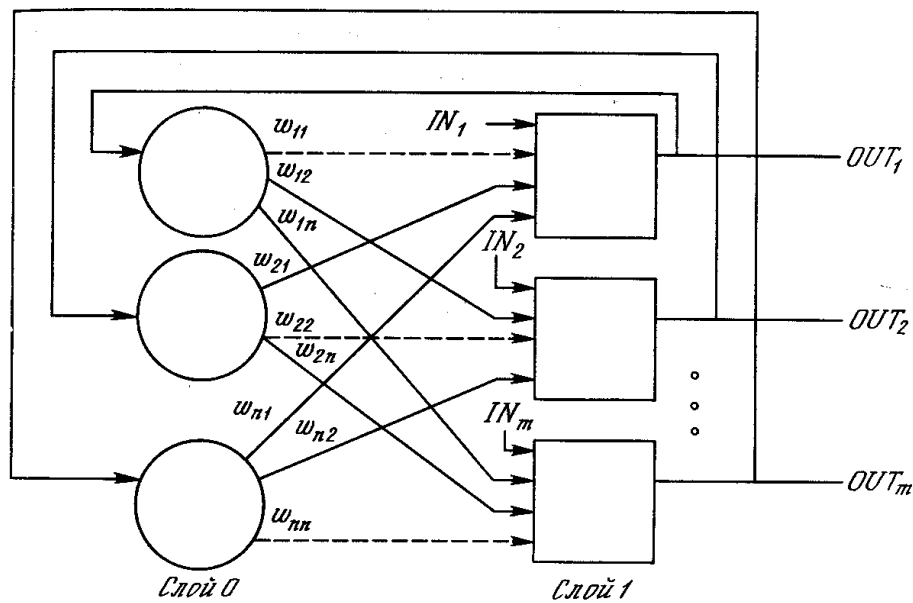 w₁₁
IN₁
OUT₁
w₁₂
w₁ₙ
w₂₁
IN₂
w₂₂
OUT₂
w₂ₙ
wₙ₁
wₙ₂
INₘ
OUTₘ
wₙₙ
Слой 0
Слой 1